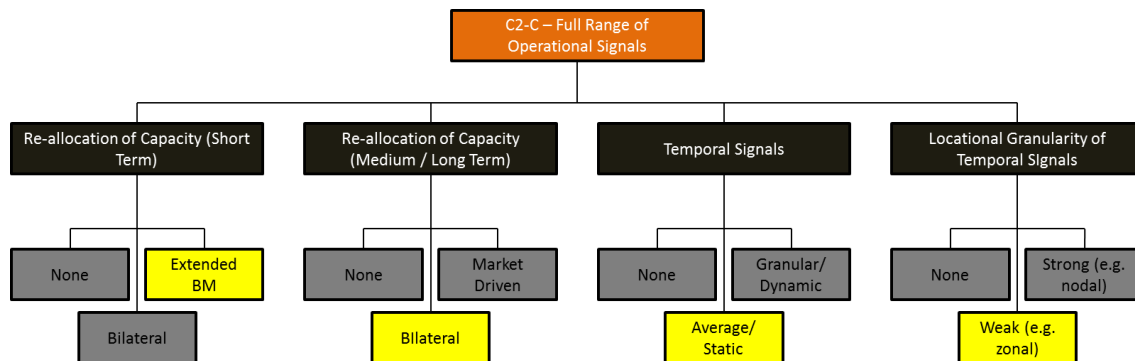 C2-C – Full Range of
Operational Signals
Re-allocation of Capacity (Short
Term)
Re-allocation of Capacity
(Medium / Long Term)
Temporal Signals
Locational Granularity of
Temporal SIgnals
None
Extended
BM
Bilateral
None
Market
Driven
BIlateral
None
Granular/
Dynamic
Average/
Static
None
Strong (e.g.
nodal)
Weak (e.g.
zonal)